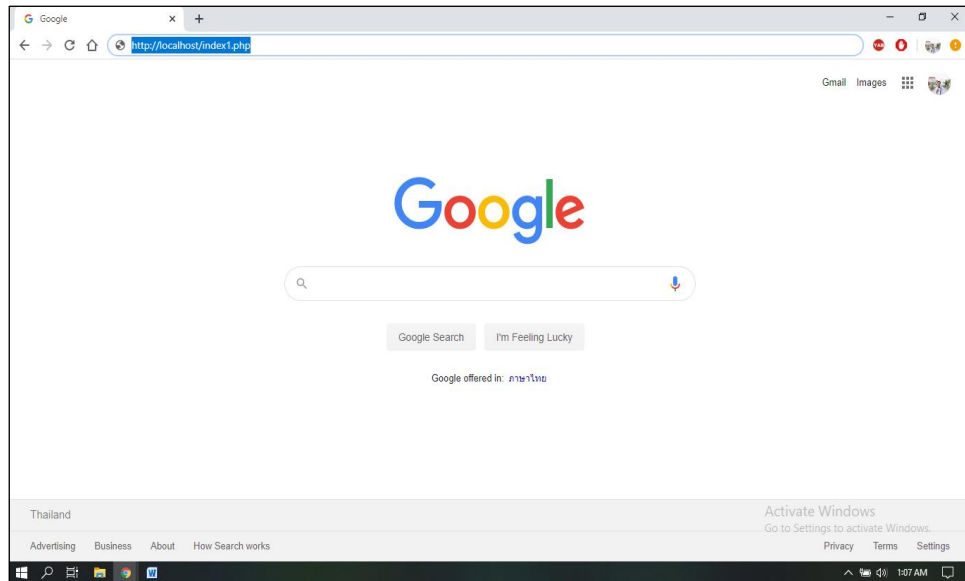 Google
http://localhost/index1.php
Gmail Images
Google
Google Search I'm Feeling Lucky
Google offered in: ภาษาไทย
Thailand
Activate Windows
Go to Settings to activate Windows.
Advertising Business About How Search works
Privacy Terms Settings
1:07 AM